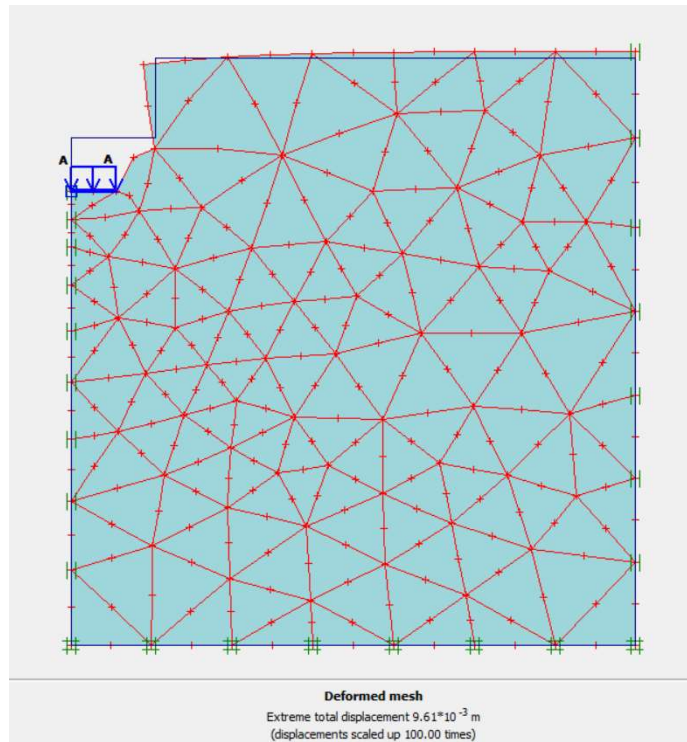 A A
Deformed mesh
Extreme total displacement 9.61*10 -3 m
(displacements scaled up 100.00 times)